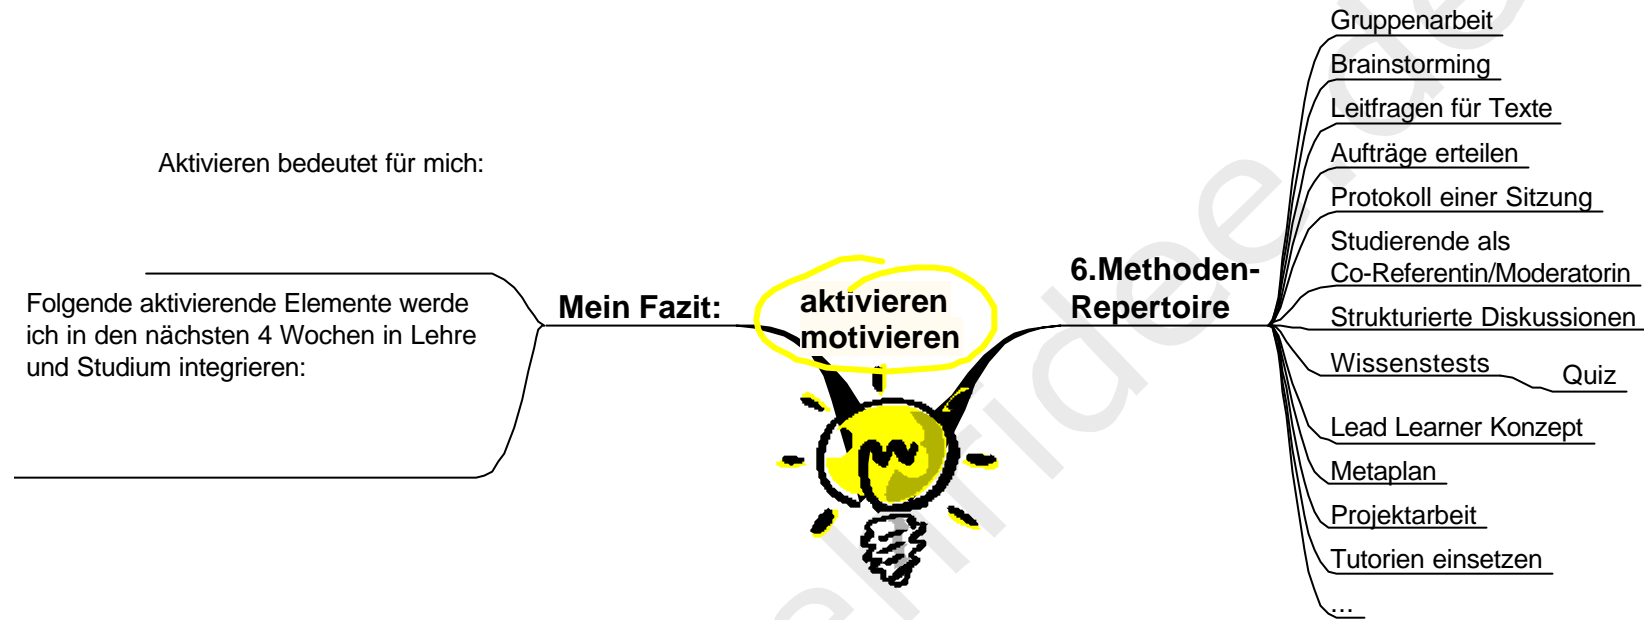 Aktivieren bedeutet für mich:
Folgende aktivierende Elemente werde
ich in den nächsten 4 Wochen in Lehre
und Studium integrieren:
Mein Fazit:
aktivieren
motivieren
6.Methoden-
Repertoire
Gruppenarbeit
Brainstorming
Leitfragen für Texte
Aufträge erteilen
Protokoll einer Sitzung
Studierende als
Co-Referentin/Moderatorin
Strukturierte Diskussionen
Wissenstests
Quiz
Lead Learner Konzept
Metaplan
Projektarbeit
Tutorien einsetzen
...